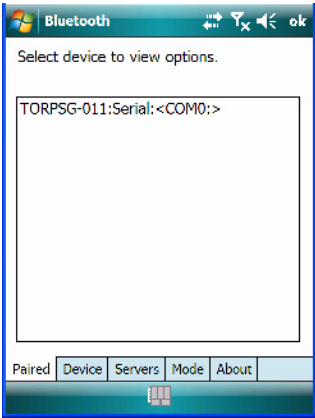 Bluetooth ok
Select device to view options.
TORPSG-011:Serial:<COM0:>
Paired Device Servers Mode About